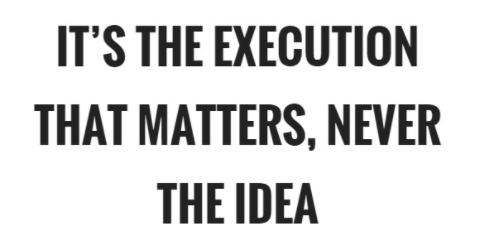 IT’S THE EXECUTION
THAT MATTERS, NEVER
THE IDEA